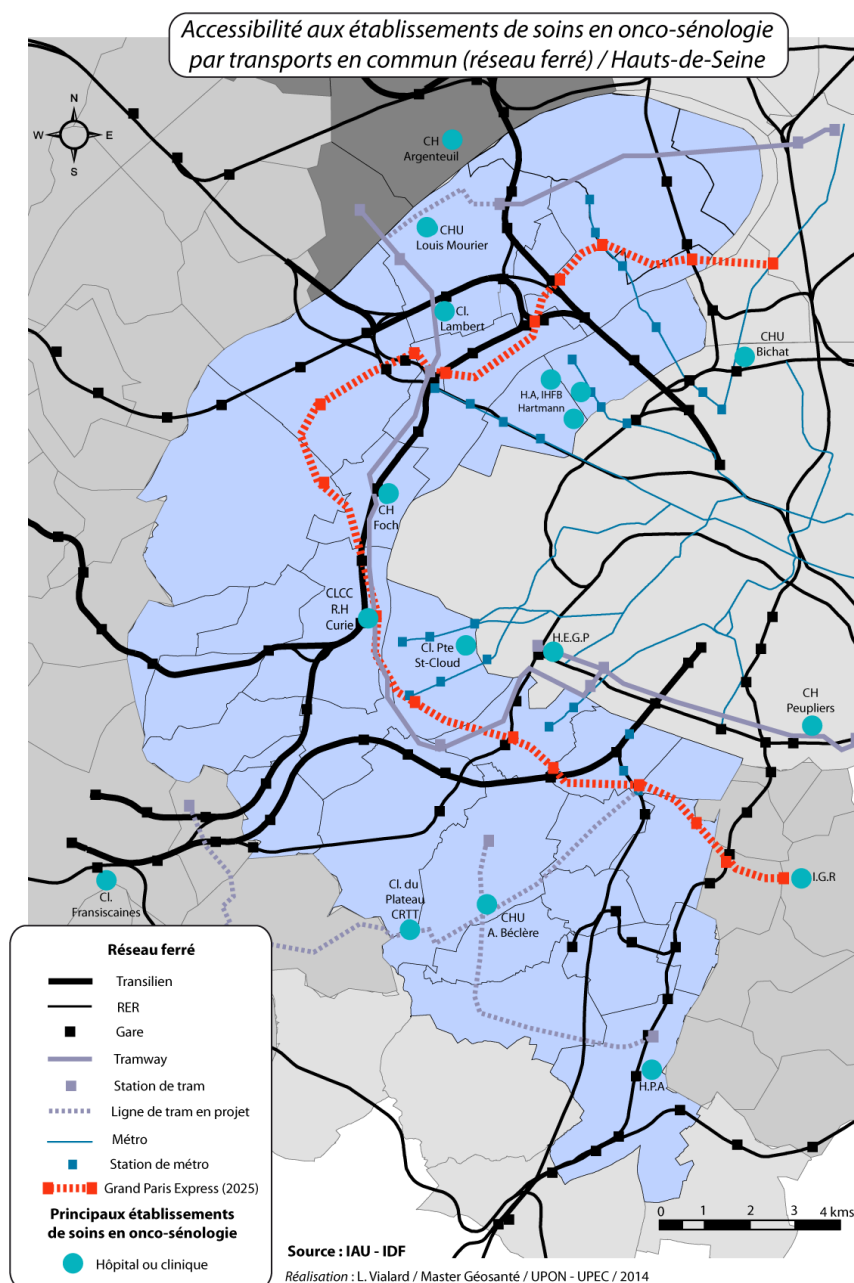 Accessibilité aux établissements de soins en onco-sénologie
par transports en commun (réseau ferré) / Hauts-de-Seine
N
W
E
S
CH
Argenteuil
CHU
Louis Mourier
Cl.
Lambert
CHU
Bichat
H.A, IHFB
Hartmann
CH
Foch
CLCC
R.H
Curie
Cl. Pte
St-Cloud
H.E.G.P
CH
Peupliers
I.G.R
Cl.
Fransiscaines
Cl. du
Plateau
CRTT
CHU
A. Béclère
H.P.A
Réseau ferré
Transilien
RER
Gare
Tramway
Station de tram
Ligne de tram en projet
Métro
Station de métro
Grand Paris Express (2025)
Principaux établissements
de soins en onco-sénologie
Hôpital ou clinique
0 1 2 3 4 kms
Source : IAU - IDF
Réalisation : L. Vialard / Master Géosanté / UPON - UPEC / 2014